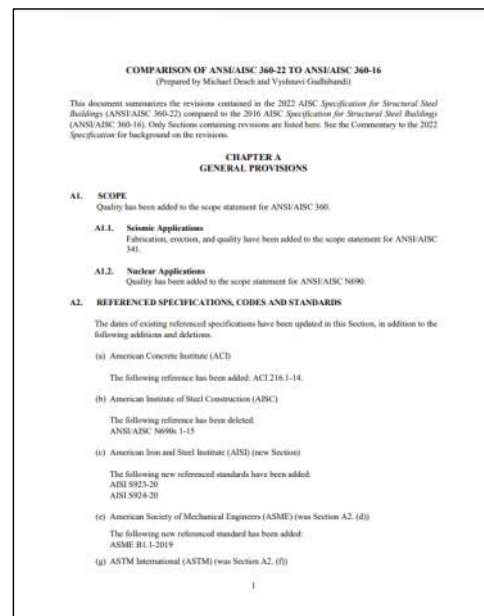 COMPARISON OF ANSI/AISC 360-22 TO ANSI/AISC 360-16
(Prepared by Michael Desch and Vyshnavi Gadhibandi)
This document summarizes the revisions contained in the 2022 AISC Specification for Structural Steel
Buildings (ANSI/AISC 360-22) compared to the 2016 AISC Specification for Structural Steel Buildings
(ANSI/AISC 360-16). Only Sections containing revisions are listed here. See the Commentary to the 2022
Specification for background on the revisions.
CHAPTER A
GENERAL PROVISIONS
A1. SCOPE
Quality has been added to the scope statement for ANSI/AISC 360.
A1.1. Seismic Applications
Fabrication, erection, and quality have been added to the scope statement for ANSI/AISC
341.
A1.2. Nuclear Applications
Quality has been added to the scope statement for ANSI/AISC N690.
A2. REFERENCED SPECIFICATIONS, CODES AND STANDARDS
The dates of existing referenced specifications have been updated in this Section, in addition to the
following additions and deletions.
(a) American Concrete Institute (ACI)
The following reference has been added: ACI 216.1-14.
(b) American Institute of Steel Construction (AISC)
The following reference has been deleted:
ANSI/AISC N690s 1-15
(c) American Iron and Steel Institute (AISI) (new Section)
The following new referenced standards have been added:
AISI S923-20
AISI S924-20
(e) American Society of Mechanical Engineers (ASME) (was Section A2. (d))
The following new referenced standard has been added:
ASME B1.1-2019
(g) ASTM International (ASTM) (was Section A2. (f))
1